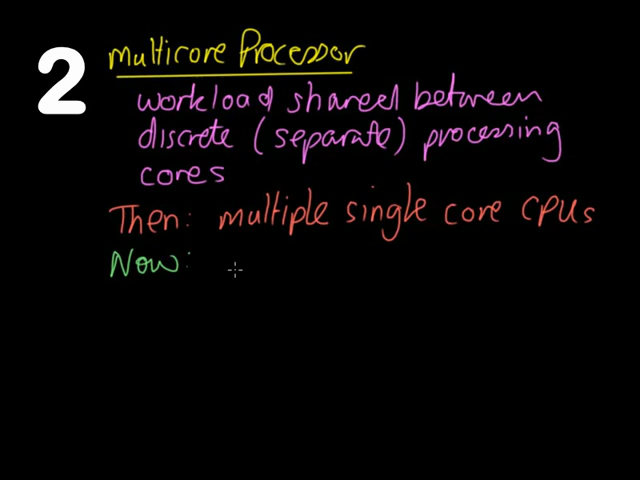 2
multicore Processor
workload shared between
discrete (separate) processing
cores
Then: multiple single core CPUs
Now: